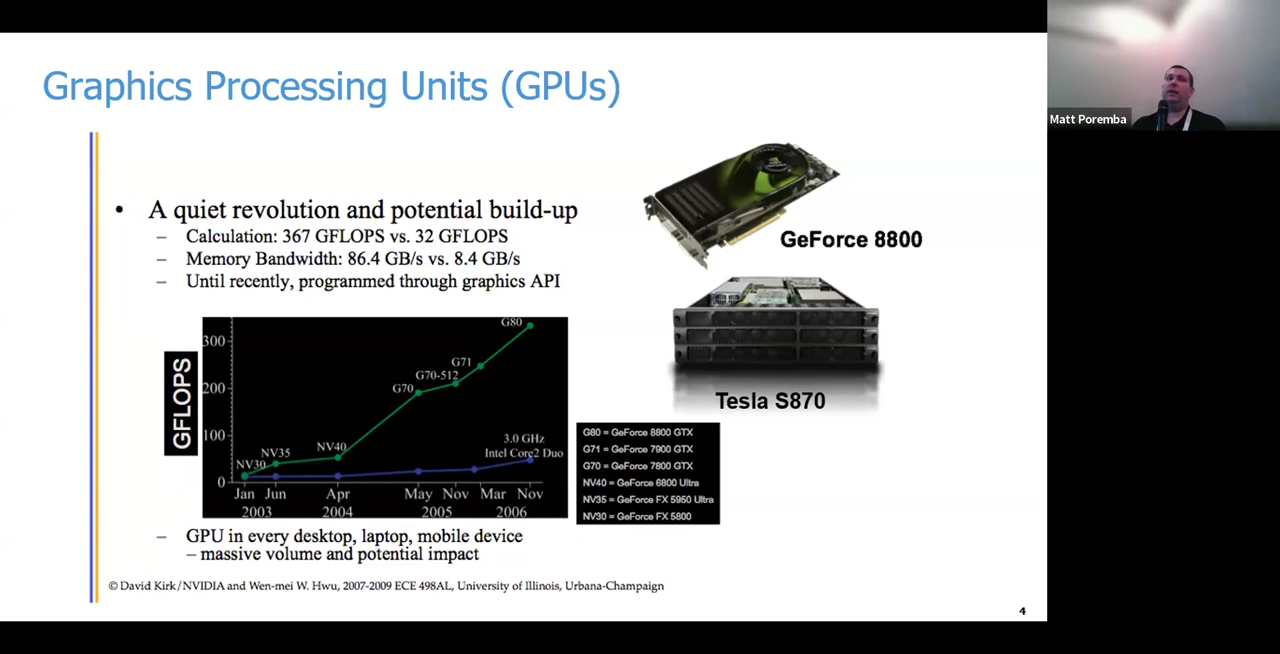 Graphics Processing Units (GPUs)
Matt Poremba
• A quiet revolution and potential build-up
– Calculation: 367 GFLOPS vs. 32 GFLOPS
– Memory Bandwidth: 86.4 GB/s vs. 8.4 GB/s
– Until recently, programmed through graphics API
GeForce 8800
Tesla S870
GFLOPS
300
200
100
0
G80
G71
G70-512
G70
NV40
NV35
NV30
3.0 GHz
Intel Core2 Duo
Jan Jun Apr May Nov Mar Nov
2003 2004 2005 2006
G80 = GeForce 8800 GTX
G71 = GeForce 7900 GTX
G70 = GeForce 7800 GTX
NV40 = GeForce 6800 Ultra
NV35 = GeForce FX 5950 Ultra
NV30 = GeForce FX 5800
– GPU in every desktop, laptop, mobile device
– massive volume and potential impact
© David Kirk/NVIDIA and Wen-mei W. Hwu, 2007-2009 ECE 498AL, University of Illinois, Urbana-Champaign
4